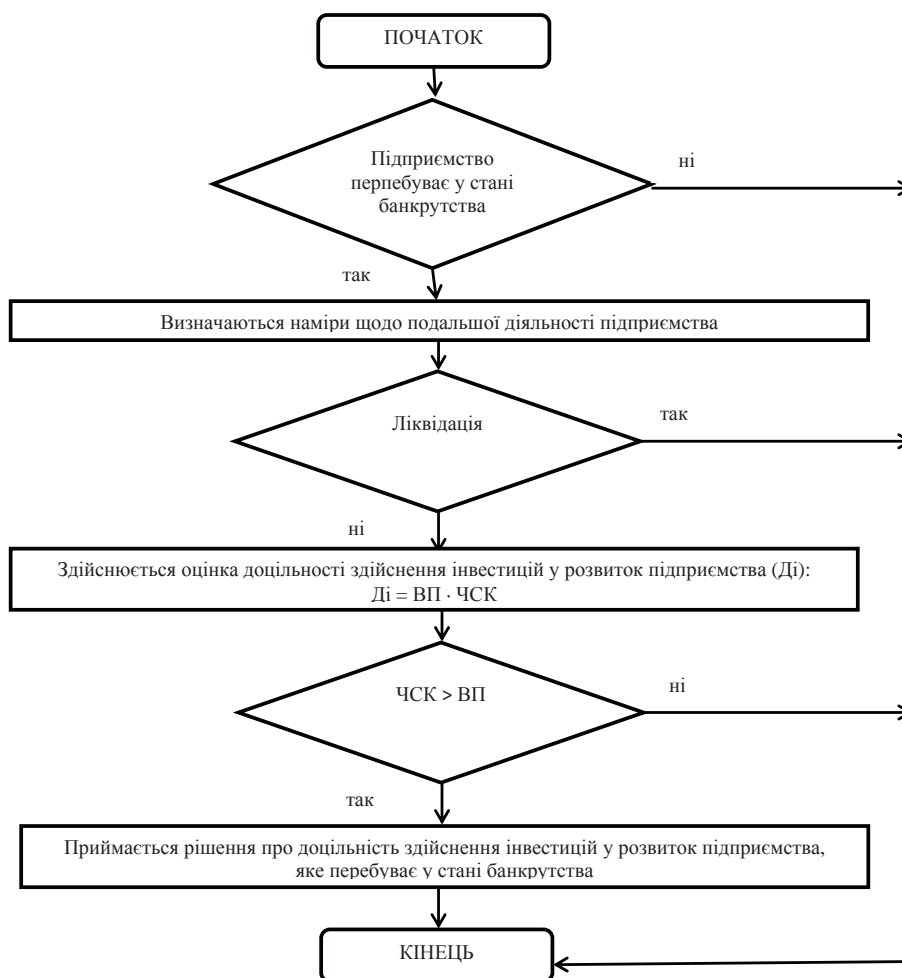 ПОЧАТОК
Підприємство
перпебуває у стані
банкрутства
ні
так
Визначаються наміри щодо подальшої діяльності підприємства
Ліквідація
так
ні
Здійснюється оцінка доцільності здійснення інвестицій у розвиток підприємства (Ді):
Ді = ВП · ЧСК
ЧСК > ВП
ні
так
Приймається рішення про доцільність здійснення інвестицій у розвиток підприємства,
яке перебуває у стані банкрутства
КІНЕЦЬ